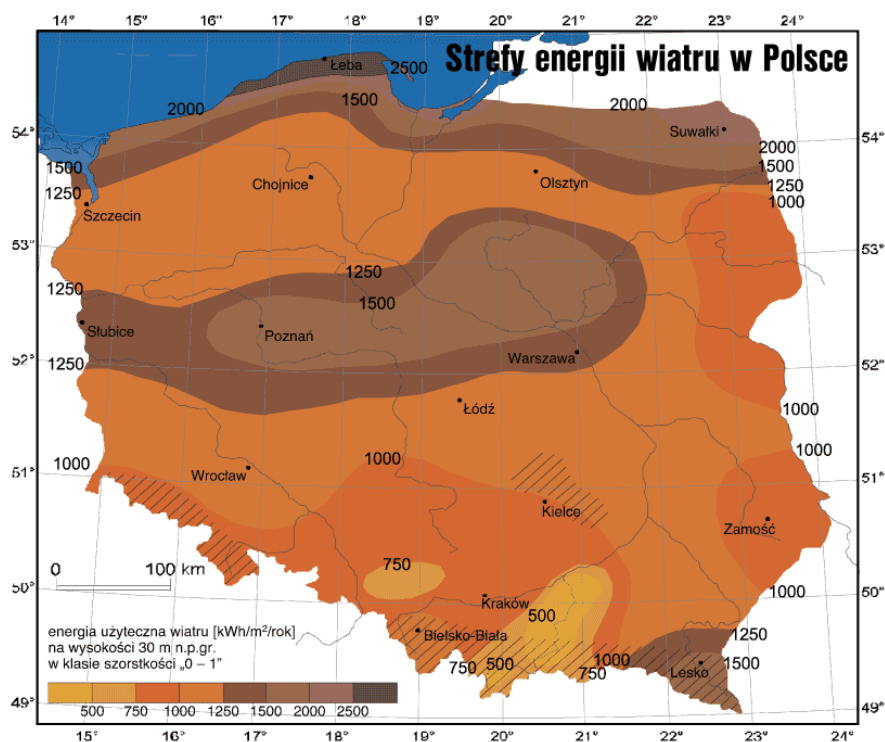 14° 15° 16° 17° 18° 19° 20° 21° 22° 23° 24°
Strefy energii wiatru w Polsce
Łeba
2500
2000
1500
2000
54°
Suwałki
54°
2000
1500
1500
1250
1250
1000
Chojnice
Olsztyn
Szczecin
53°
53°
1250
1250
1500
Słubice
Poznań
Warszawa
52°
52°
1250
Łódź
1000
1000
1000
1000
51°
51°
Wrocław
Kielce
Zamość
750
0 100 km
50°
1000
50°
Kraków
500
Bielsko-Biała
1250
energia użyteczna wiatru [kWh/m²/rok]
na wysokości 30 m n.p.gr.
w klasie szorstkości „0 – 1”
750
500
750
1000
Lesko
1500
500 750 1000 1250 1500 2000 2500
49°
49°
15° 16° 17° 18° 19° 20° 21° 22° 23°